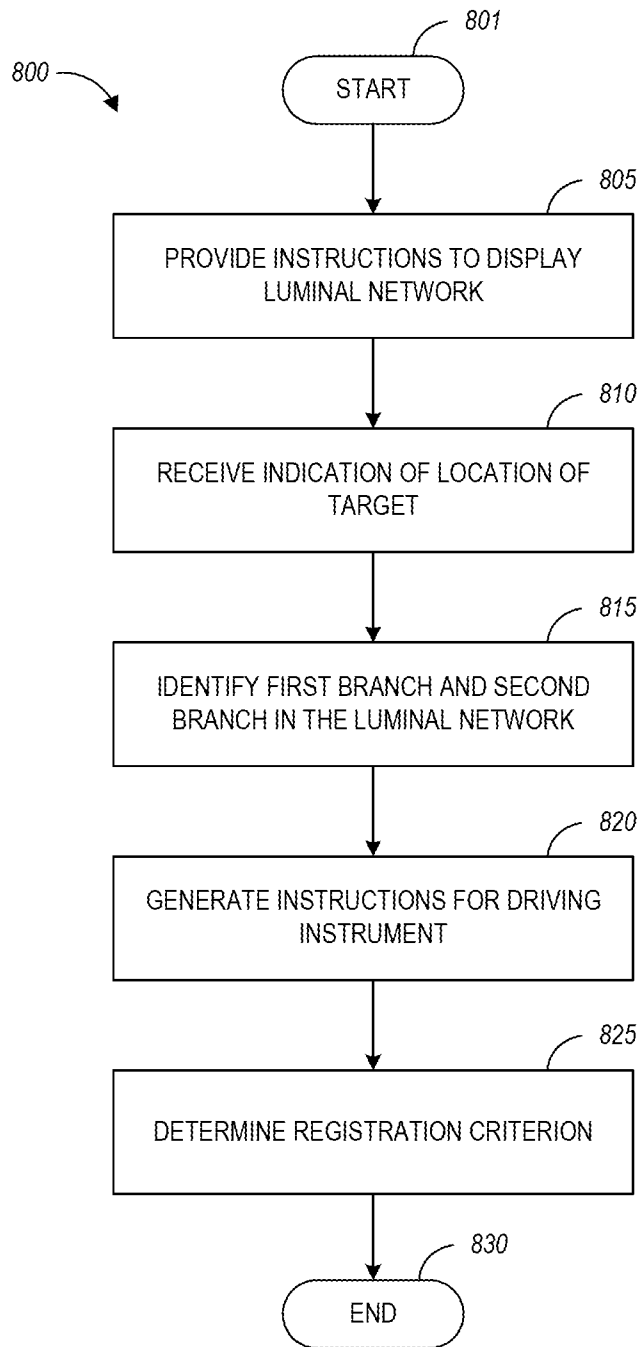 800
801
START
805
PROVIDE INSTRUCTIONS TO DISPLAY
LUMINAL NETWORK
810
RECEIVE INDICATION OF LOCATION OF
TARGET
815
IDENTIFY FIRST BRANCH AND SECOND
BRANCH IN THE LUMINAL NETWORK
820
GENERATE INSTRUCTIONS FOR DRIVING
INSTRUMENT
825
DETERMINE REGISTRATION CRITERION
830
END